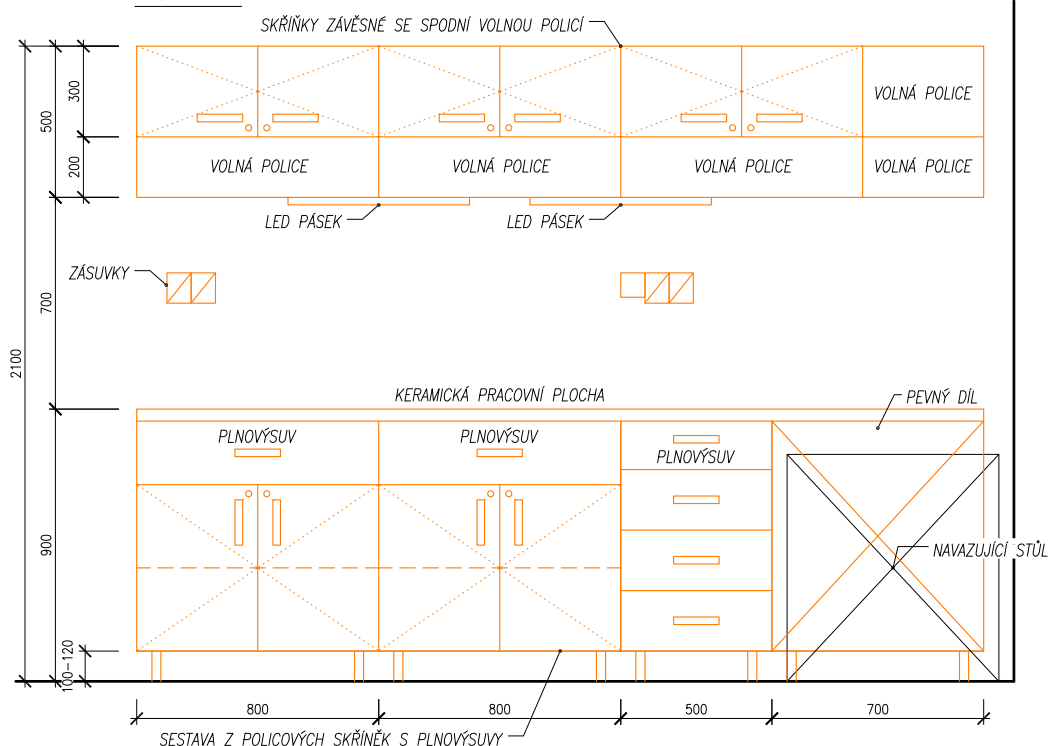 SKŘÍŇKY ZÁVĚSNÉ SE SPODNÍ VOLNOU POLICÍ
300
500
200
VOLNÁ POLICE
VOLNÁ POLICE
VOLNÁ POLICE
VOLNÁ POLICE
VOLNÁ POLICE
LED PÁSEK
LED PÁSEK
ZÁSUVKY
700
2100
KERAMICKÁ PRACOVNÍ PLOCHA
PEVNÝ DÍL
PLNOVÝSUV
PLNOVÝSUV
PLNOVÝSUV
900
NAVAZUJÍCÍ STŮL
100-120
800
800
500
700
SESTAVA Z POLICOVÝCH SKŘÍNĚK S PLNOVÝSUVY